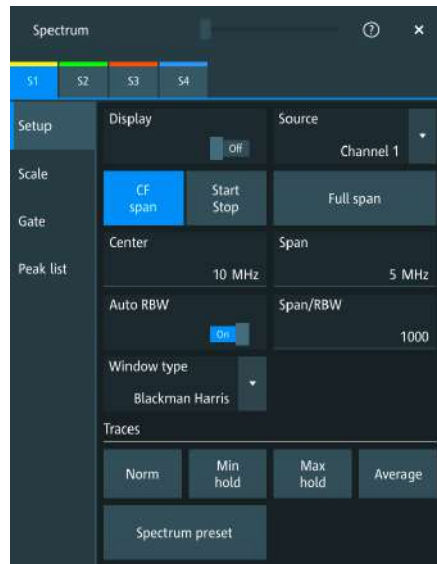 Spectrum
?
×
S1 S2 S3 S4
Setup
Scale
Gate
Peak list
Display
Off
Source
Channel 1
CF
span
Start
Stop
Full span
Center
10 MHz
Span
5 MHz
Auto RBW
On
Span/RBW
1000
Window type
Blackman Harris
Traces
Norm
Min
hold
Max
hold
Average
Spectrum preset